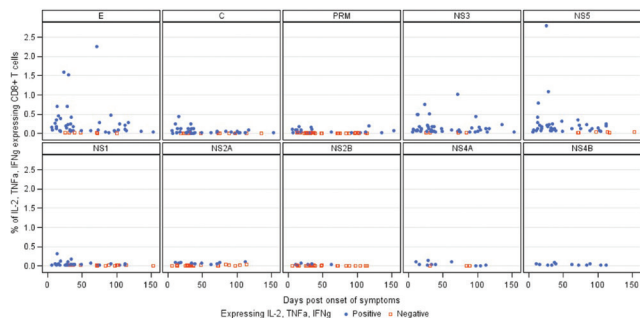 E C PRM NS3 NS5
2.5
2.0
1.5
1.0
0.5
0.0
NS1 NS2A NS2B NS4A NS4B
2.5
2.0
1.5
1.0
0.5
0.0
% of IL-2, TNFa, IFNg expressing CD8+ T cells
0 50 100 150 0 50 100 150 0 50 100 150 0 50 100 150 0 50 100 150
Days post onset of symptoms
Expressing IL-2, TNFa, IFNg Positive Negative